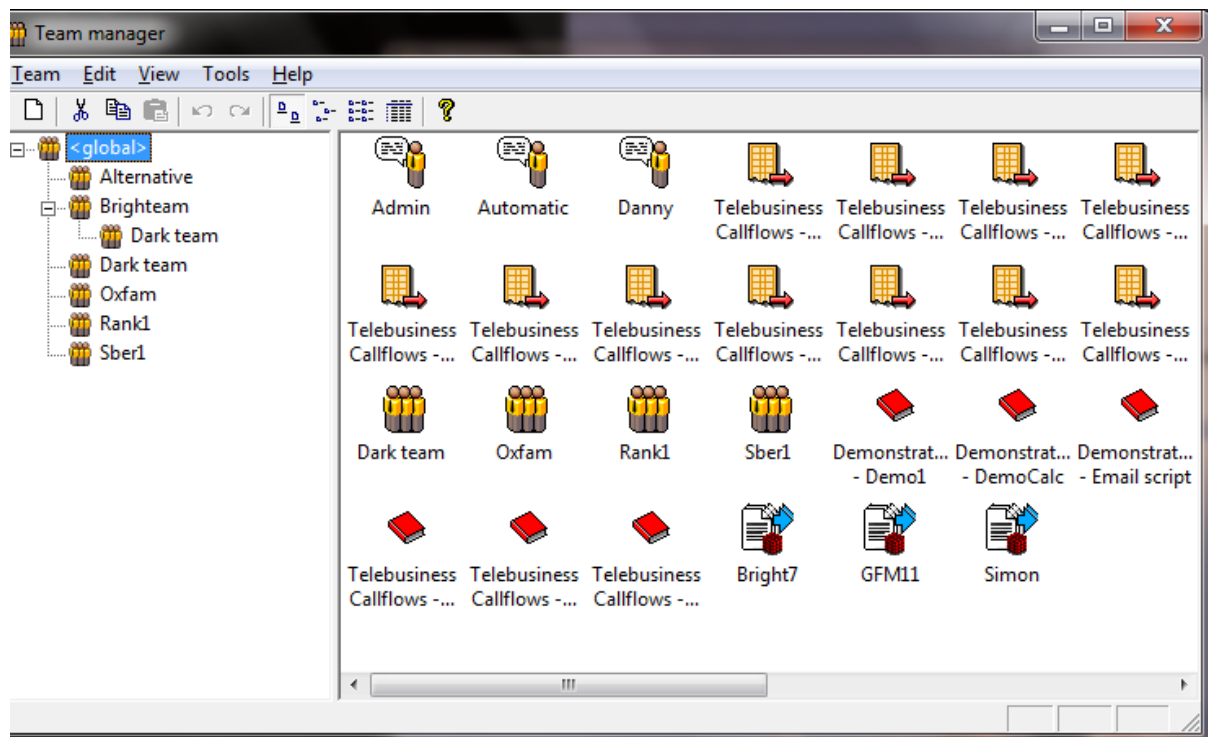 Team manager
Team Edit View Tools Help
<global>
Alternative
Brighteam
Dark team
Dark team
Oxfam
Rank1
Sber1
Admin Automatic Danny Telebusiness Telebusiness Telebusiness Telebusiness
Callflows -... Callflows -... Callflows -... Callflows -...
Telebusiness Telebusiness Telebusiness Telebusiness Telebusiness Telebusiness Telebusiness
Callflows -... Callflows -... Callflows -... Callflows -... Callflows -... Callflows -... Callflows -...
Dark team Oxfam Rank1 Sber1 Demonstrat... Demonstrat... Demonstrat...
- Demo1 - DemoCalc - Email script
Telebusiness Telebusiness Telebusiness Bright7 GFM11 Simon
Callflows -... Callflows -... Callflows -...